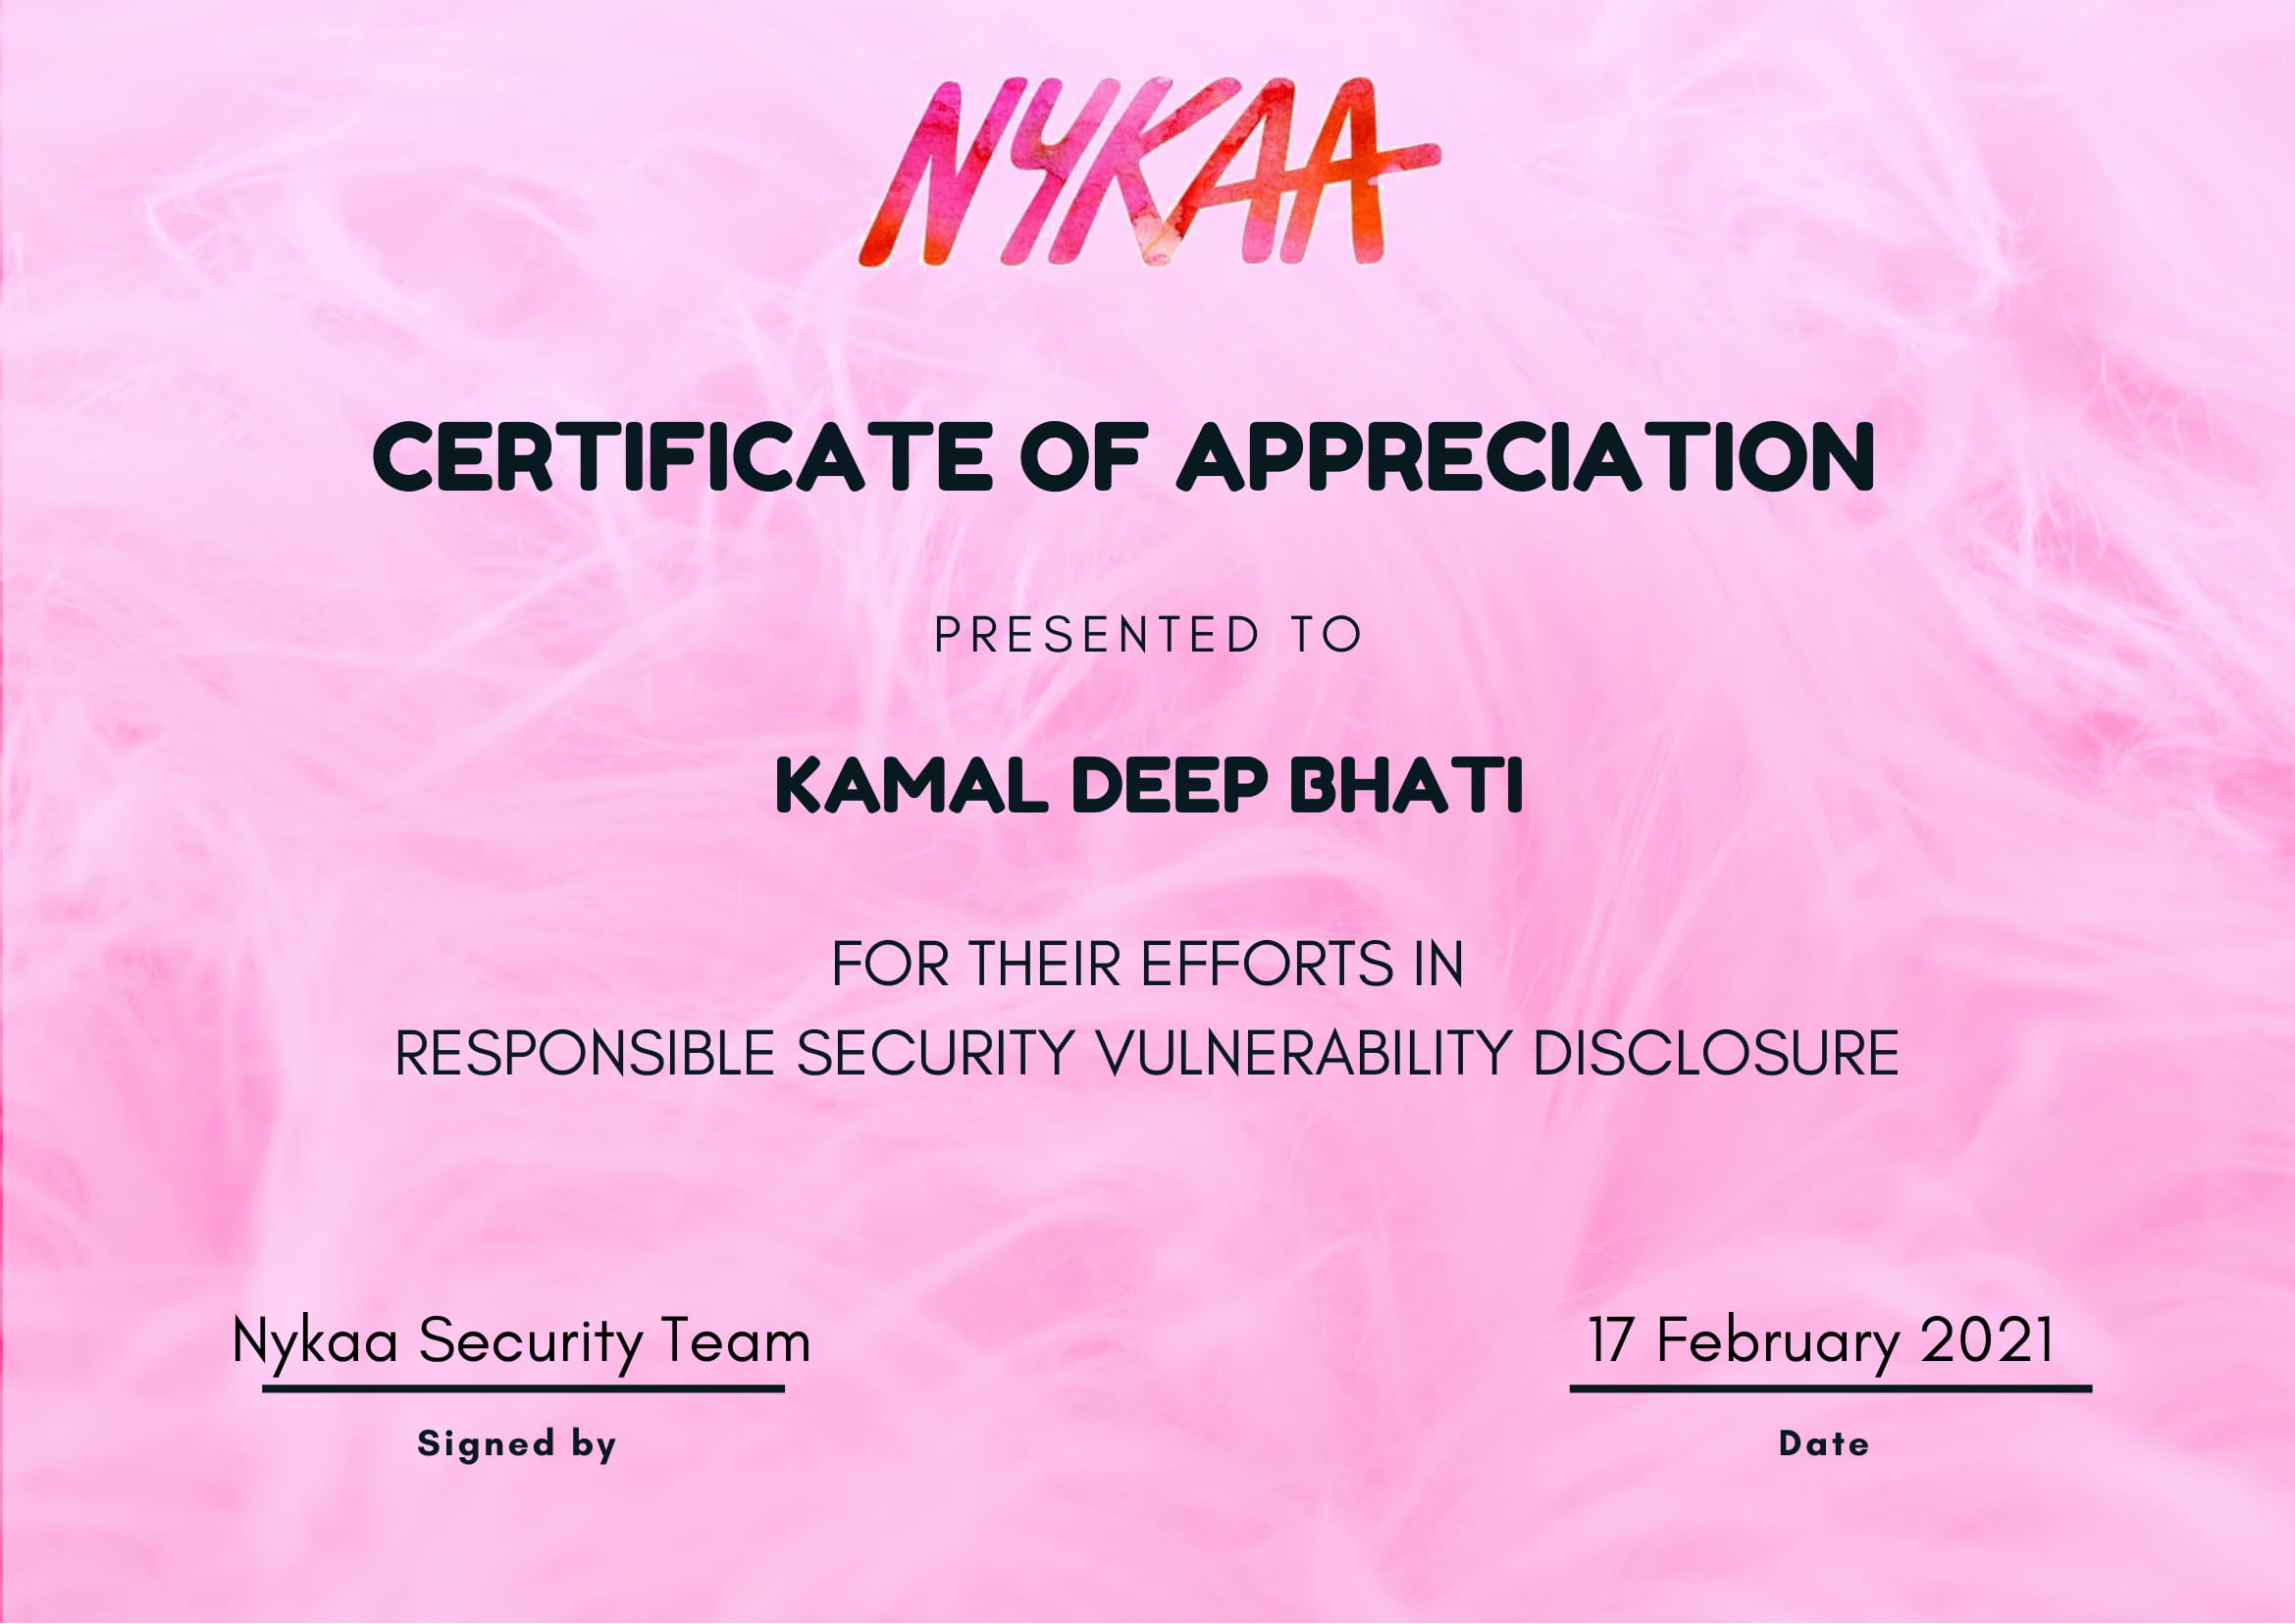 NYKAA
CERTIFICATE OF APPRECIATION
PRESENTED TO
KAMAL DEEP BHATI
FOR THEIR EFFORTS IN
RESPONSIBLE SECURITY VULNERABILITY DISCLOSURE
Nykaa Security Team
Signed by
17 February 2021
Date